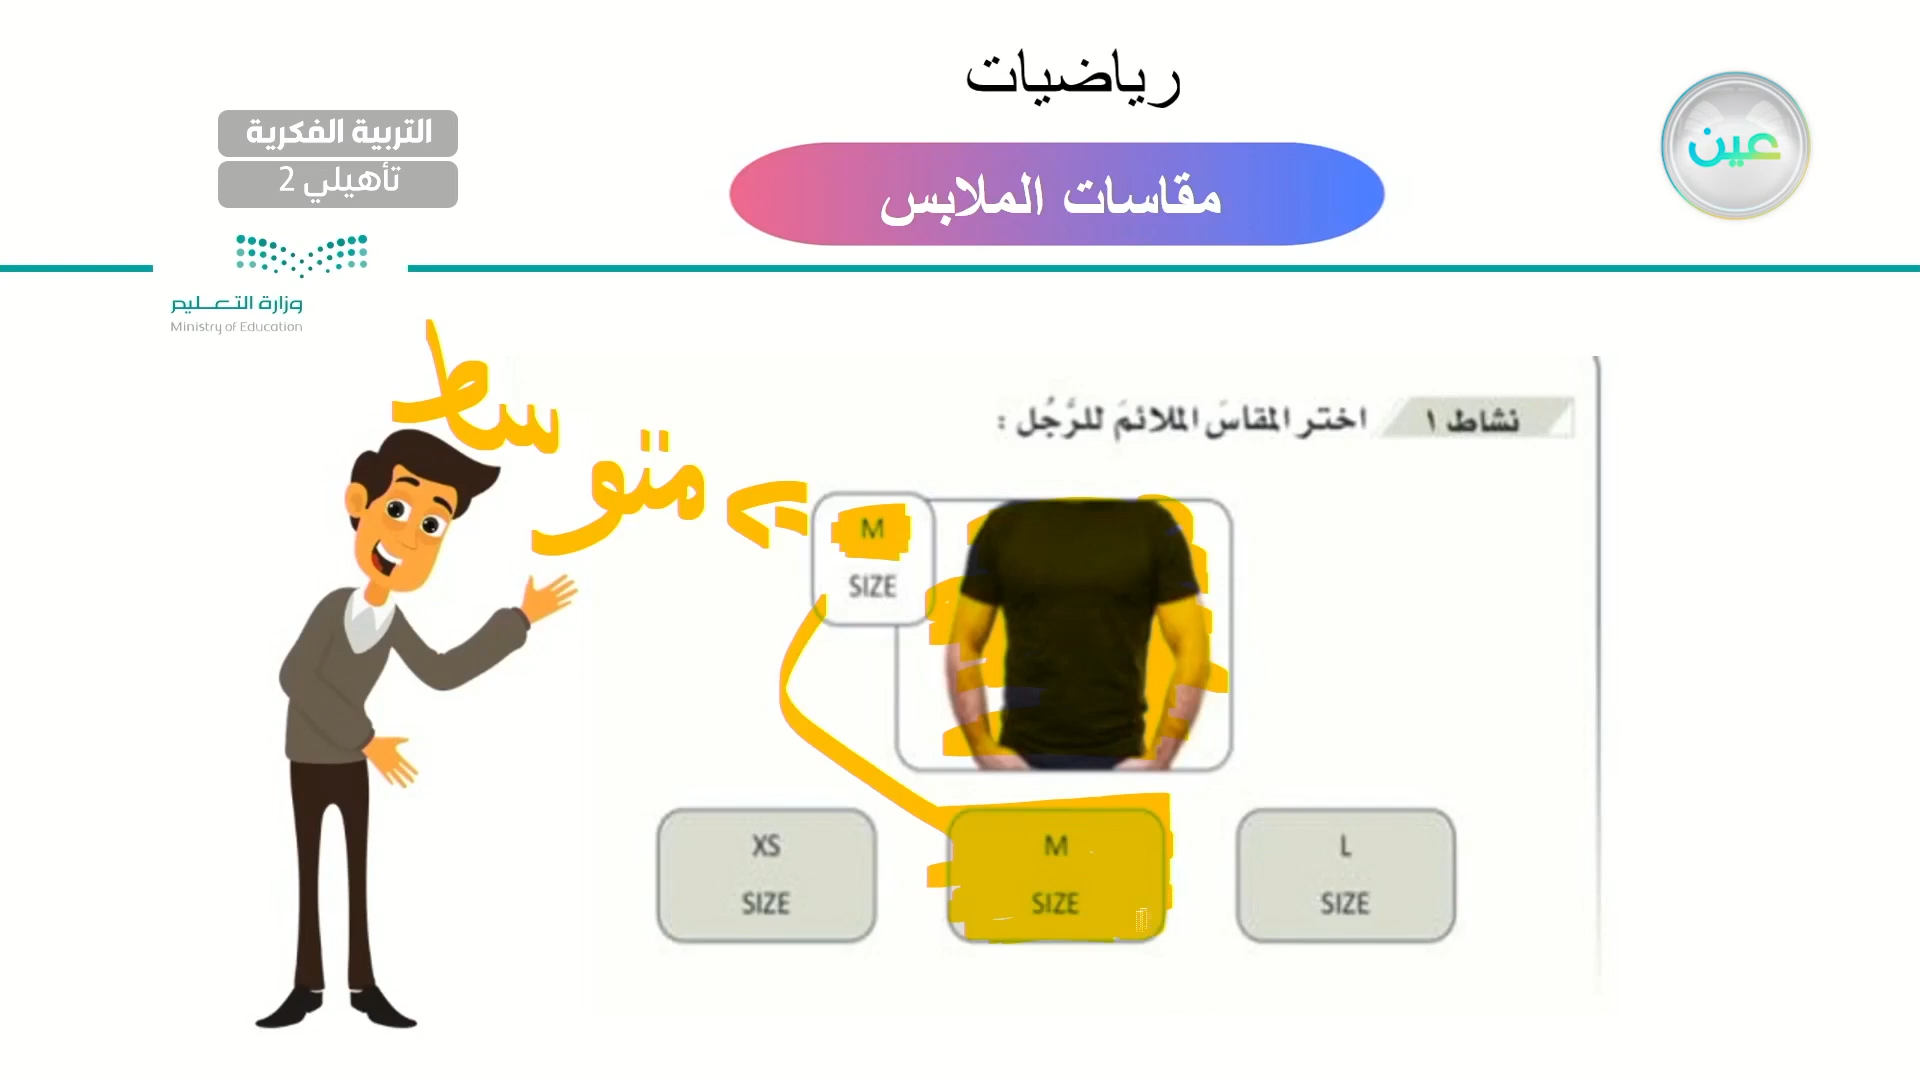 رياضيات
عين
التربية الفكرية
تأهيلي 2
مقاسات الملابس
وزارة التعليم
Ministry of Education
نشاط ١ اختر المقاسَ الملائمَ للرَّجُل :
متوسط
M
SIZE
L
SIZE
M
SIZE
XS
SIZE